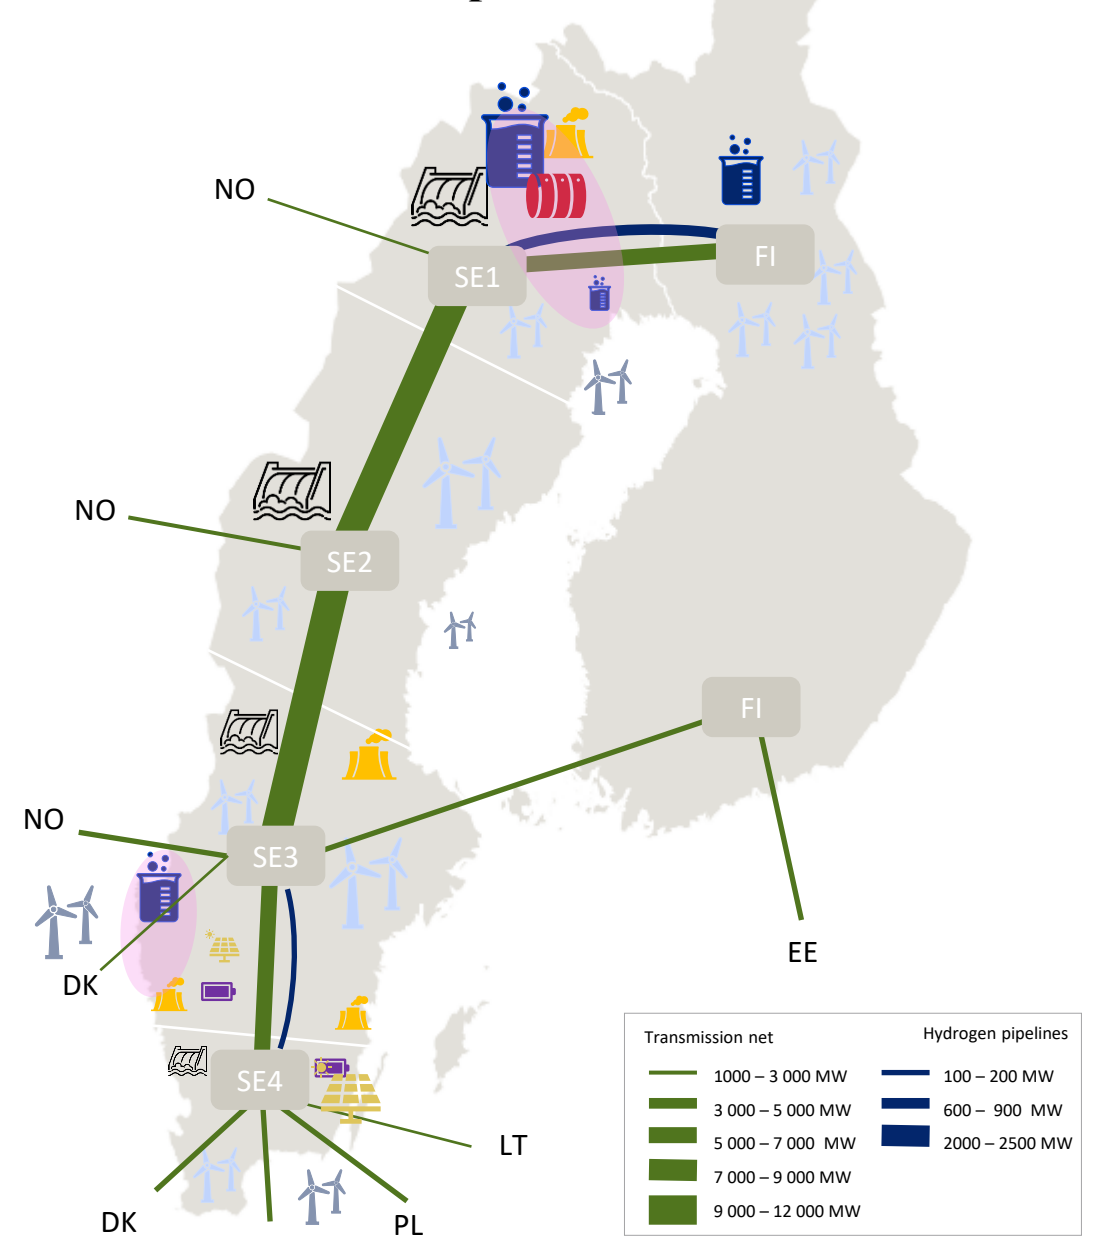 NO
SE1
FI
NO
SE2
FI
NO
SE3
DK
EE
SE4
LT
DK
PL
Transmission net
Hydrogen pipelines
1000 – 3 000 MW
100 – 200 MW
3 000 – 5 000 MW
600 – 900 MW
5 000 – 7 000 MW
2000 – 2500 MW
7 000 – 9 000 MW
9 000 – 12 000 MW